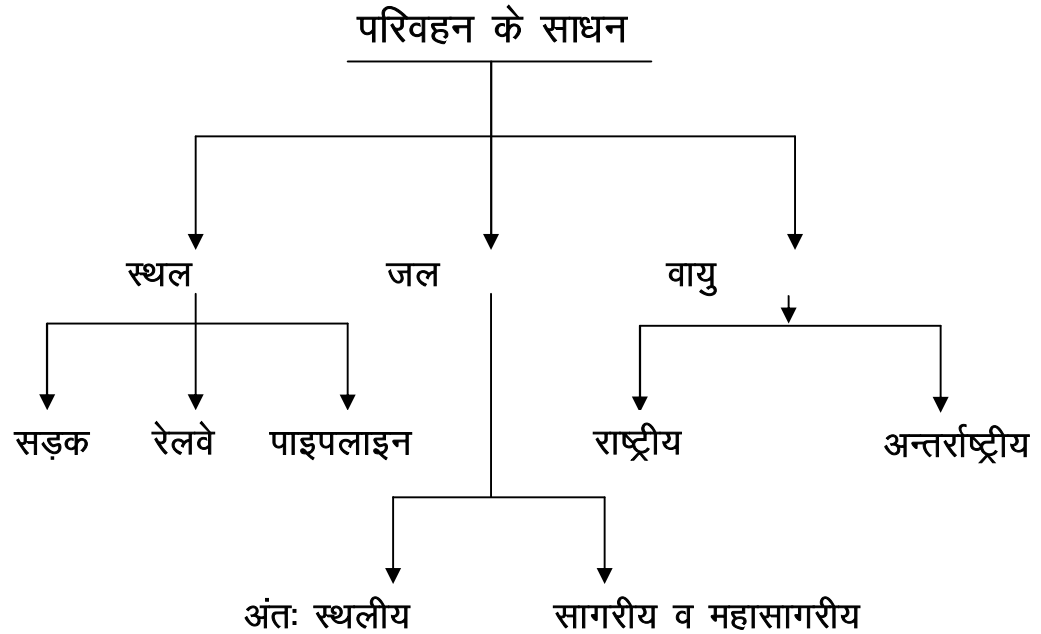 परिवहन के साधन
स्थल जल वायु
सड़क रेलवे पाइपलाइन राष्ट्रीय अन्तर्राष्ट्रीय
अंतः स्थलीय सागरीय व महासागरीय